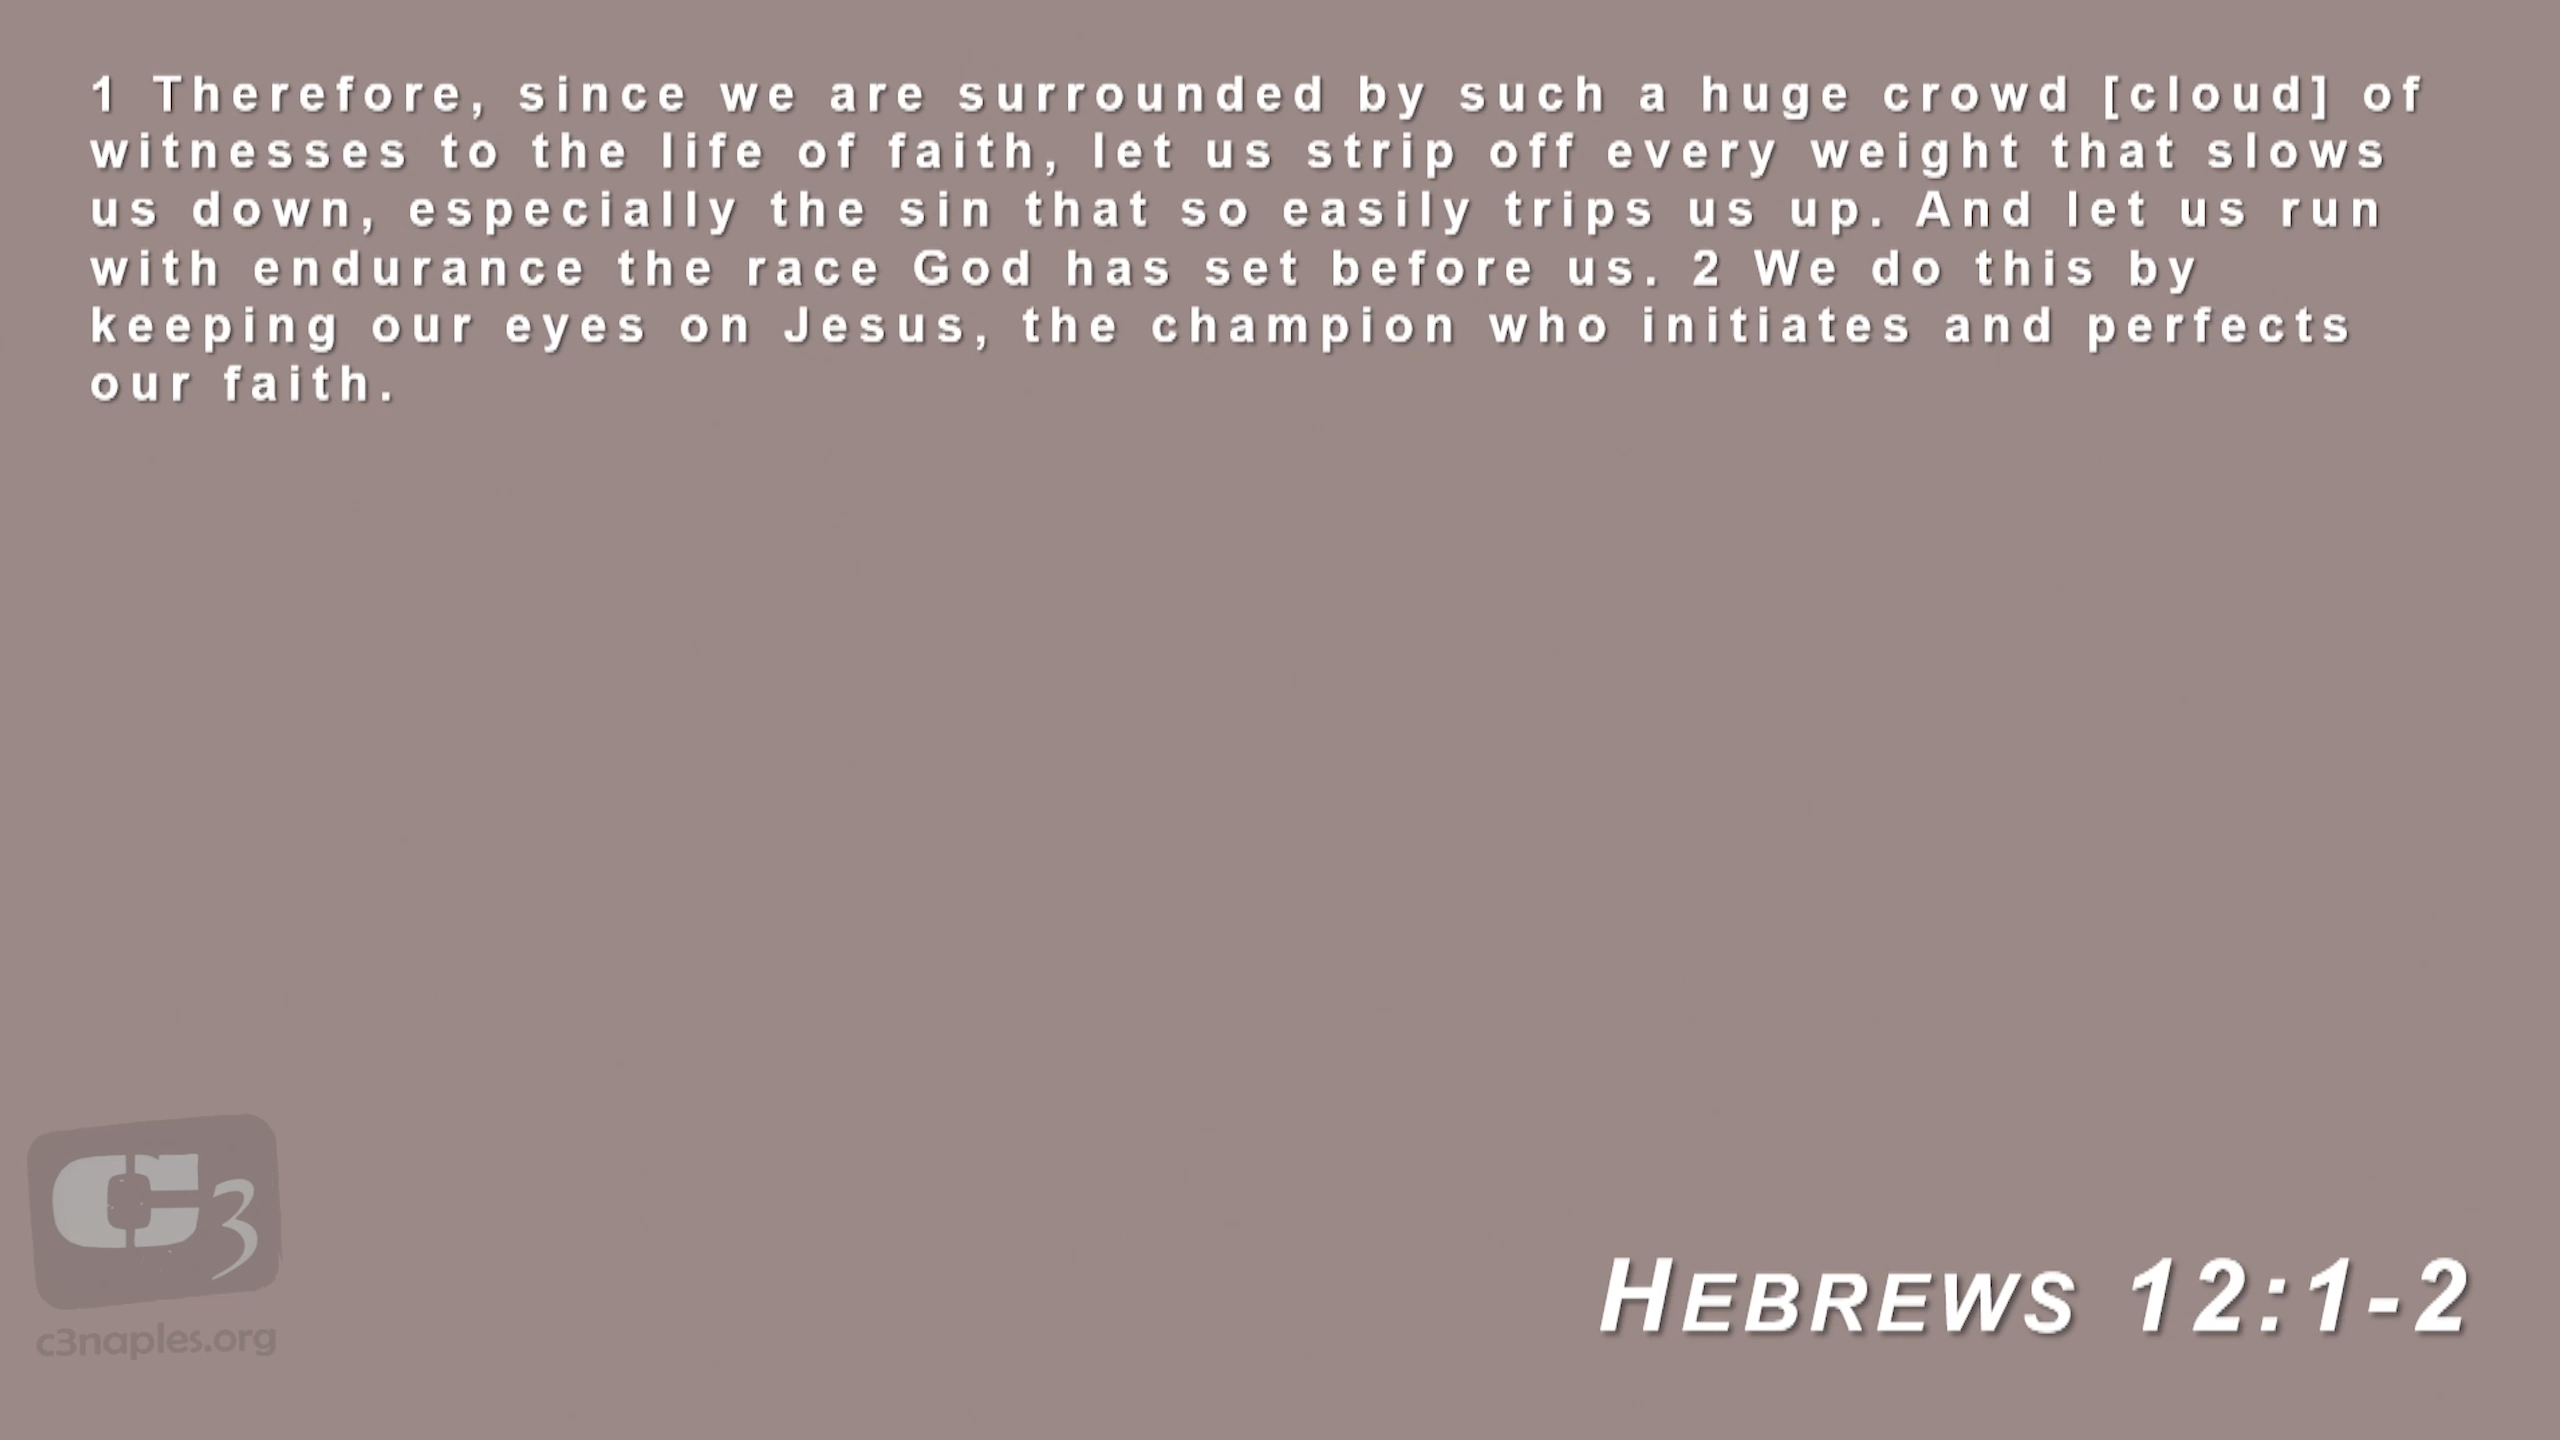 1 Therefore, since we are surrounded by such a huge crowd [cloud] of
witnesses to the life of faith, let us strip off every weight that slows
us down, especially the sin that so easily trips us up. And let us run
with endurance the race God has set before us. 2 We do this by
keeping our eyes on Jesus, the champion who initiates and perfects
our faith.
C3
c3naples.org
HEBREWS 12:1-2